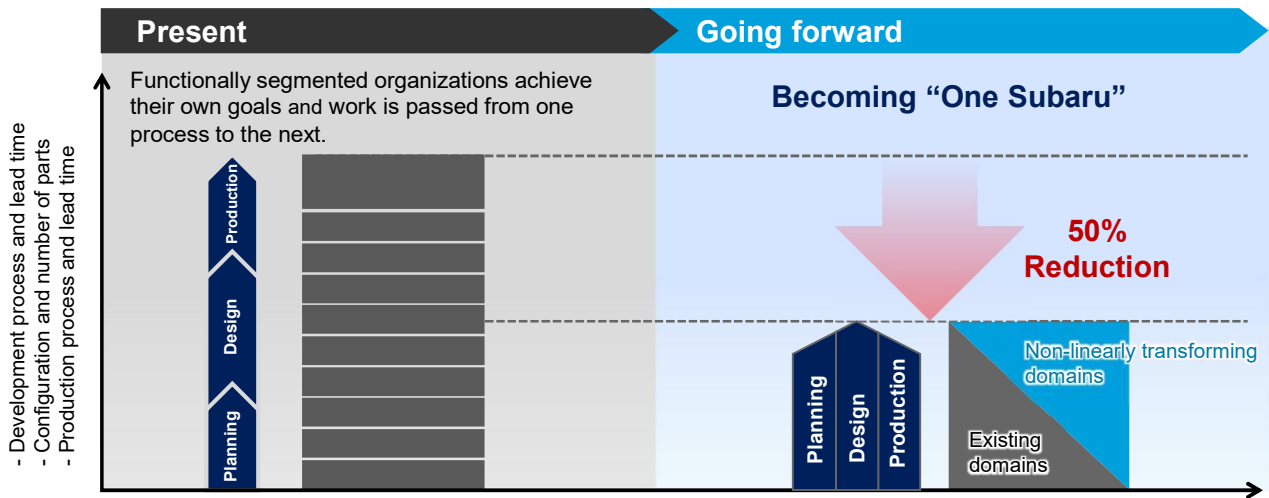 Present
Going forward
Functionally segmented organizations achieve
their own goals and work is passed from one
process to the next.
Becoming “One Subaru”
- Development process and lead time
- Configuration and number of parts
- Production process and lead time
Production
Design
Planning
50%
Reduction
Planning
Design
Production
Non-linearly transforming
domains
Existing
domains